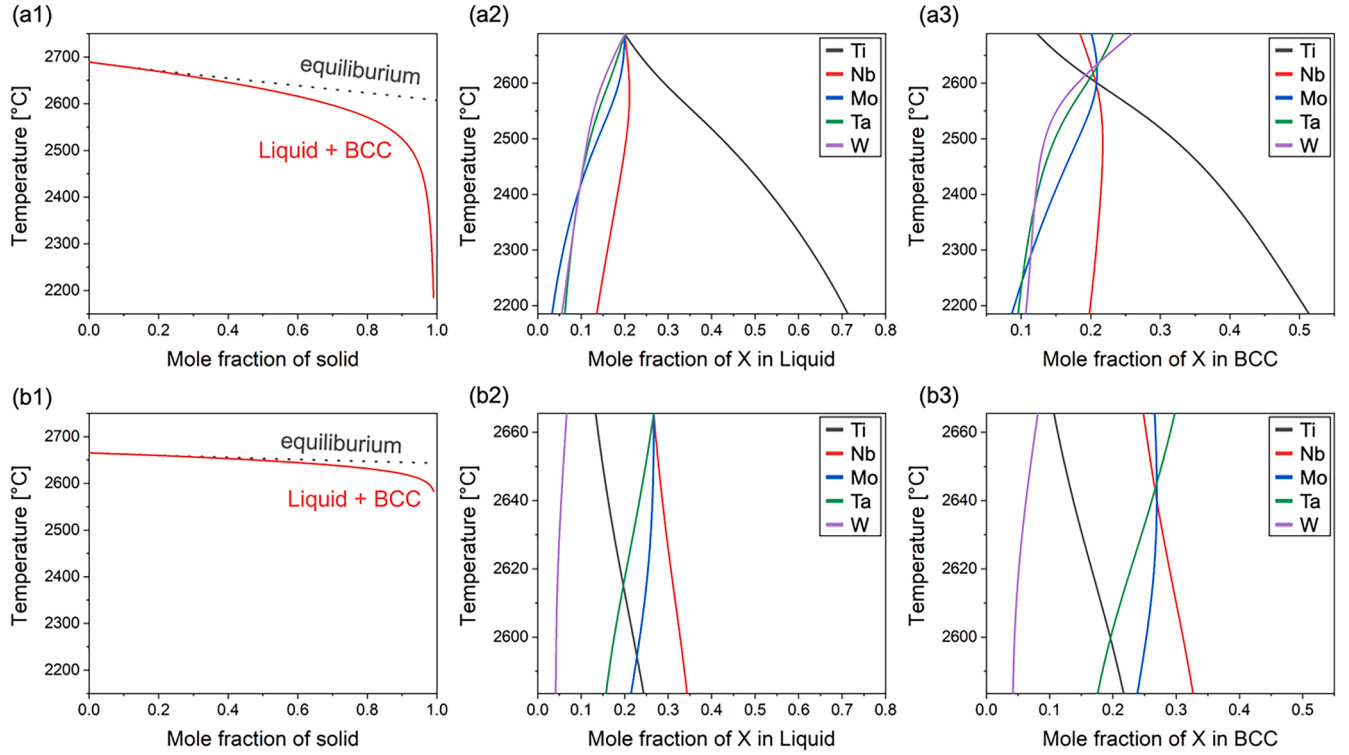 (a1)
2700
2600
2500
2400
2300
2200
Temperature [°C]
equiliburium
Liquid + BCC
0.0 0.2 0.4 0.6 0.8 1.0
Mole fraction of solid
(a2)
2600
2500
2400
2300
2200
Temperature [°C]
Ti
Nb
Mo
Ta
W
0.0 0.1 0.2 0.3 0.4 0.5 0.6 0.7 0.8
Mole fraction of X in Liquid
(a3)
2600
2500
2400
2300
2200
Temperature [°C]
Ti
Nb
Mo
Ta
W
0.1 0.2 0.3 0.4 0.5
Mole fraction of X in BCC
(b1)
2700
2600
2500
2400
2300
2200
Temperature [°C]
equiliburium
Liquid + BCC
0.0 0.2 0.4 0.6 0.8 1.0
Mole fraction of solid
(b2)
2660
2640
2620
2600
Temperature [°C]
Ti
Nb
Mo
Ta
W
0.0 0.1 0.2 0.3 0.4 0.5 0.6 0.7 0.8
Mole fraction of X in Liquid
(b3)
2660
2640
2620
2600
Temperature [°C]
Ti
Nb
Mo
Ta
W
0.0 0.1 0.2 0.3 0.4 0.5
Mole fraction of X in BCC